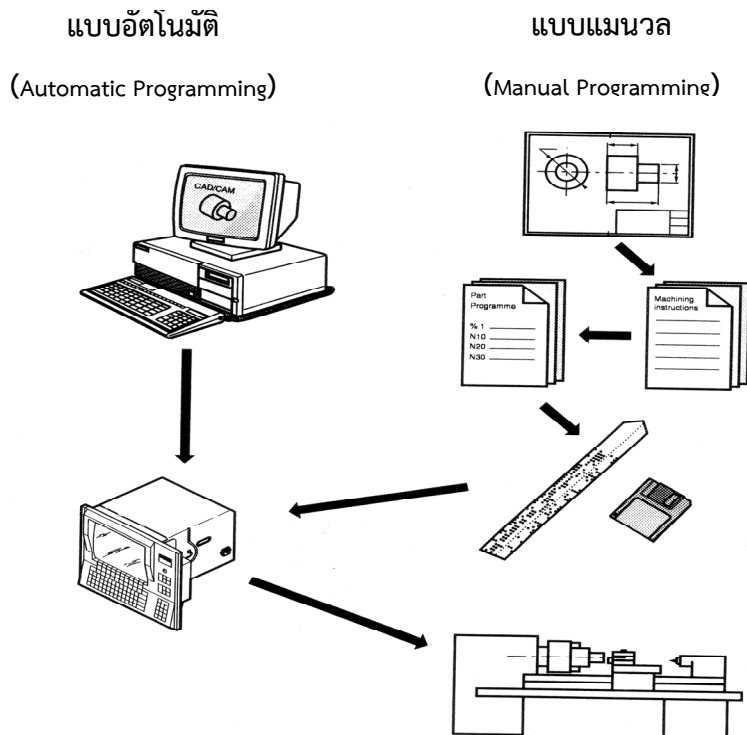 แบบอัตโนมัติ
(Automatic Programming)
แบบแมนวล
(Manual Programming)
CAD/CAM
Part
Programme
% 1
N10
N20
N30
Machining
instructions